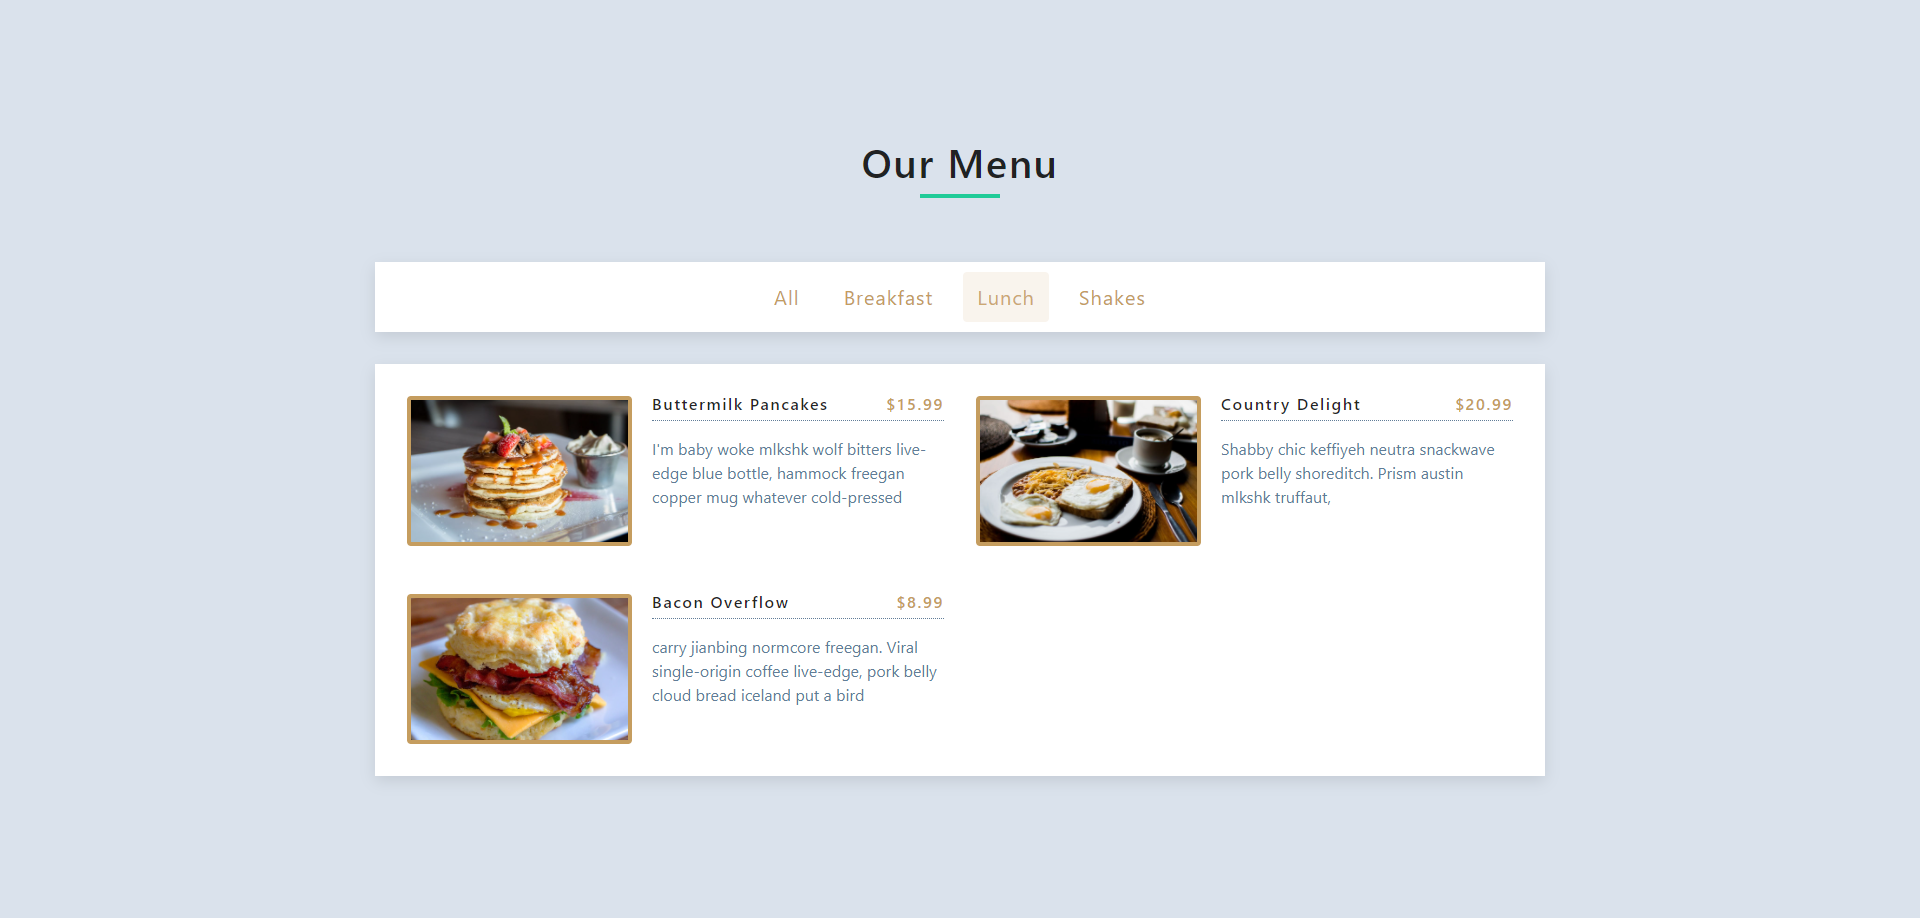 Our Menu
All Breakfast Lunch Shakes
Buttermilk Pancakes $15.99
I'm baby woke mlkshk wolf bitters live-
edge blue bottle, hammock freegan
copper mug whatever cold-pressed
Country Delight $20.99
Shabby chic keffiyeh neutra snackwave
pork belly shoreditch. Prism austin
mlkshk truffaut,
Bacon Overflow $8.99
carry jianbing normcore freegan. Viral
single-origin coffee live-edge, pork belly
cloud bread iceland put a bird